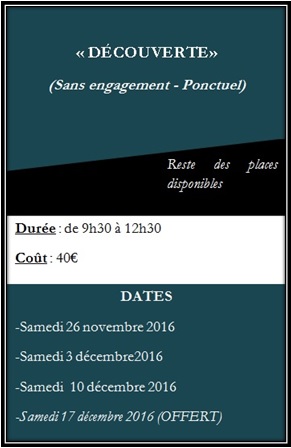 « DÉCOUVERTE»
(Sans engagement - Ponctuel)
Reste des places
disponibles
Durée : de 9h30 à 12h30
Coût : 40€
DATES
-Samedi 26 novembre 2016
-Samedi 3 décembre2016
-Samedi 10 décembre 2016
-Samedi 17 décembre 2016 (OFFERT)